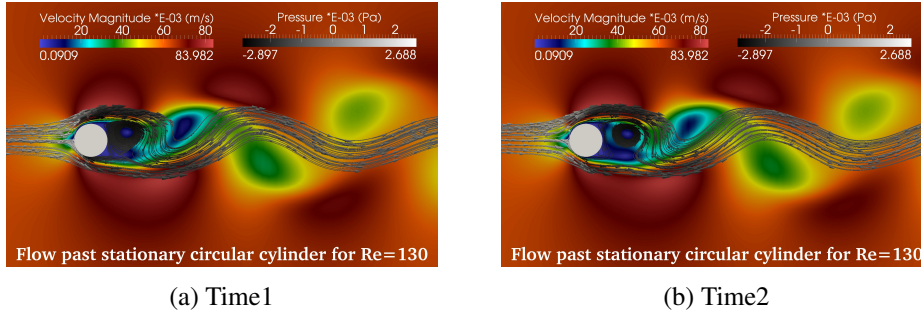 Velocity Magnitude *E-03 (m/s) Pressure *E-03 (Pa)
20 40 60 80 -2 -1 0 1 2
0.0909 83.982 -2.897 2.688
Flow past stationary circular cylinder for Re=130
(a) Time1
Velocity Magnitude *E-03 (m/s) Pressure *E-03 (Pa)
20 40 60 80 -2 -1 0 1 2
0.0909 83.982 -2.897 2.688
Flow past stationary circular cylinder for Re=130
(b) Time2